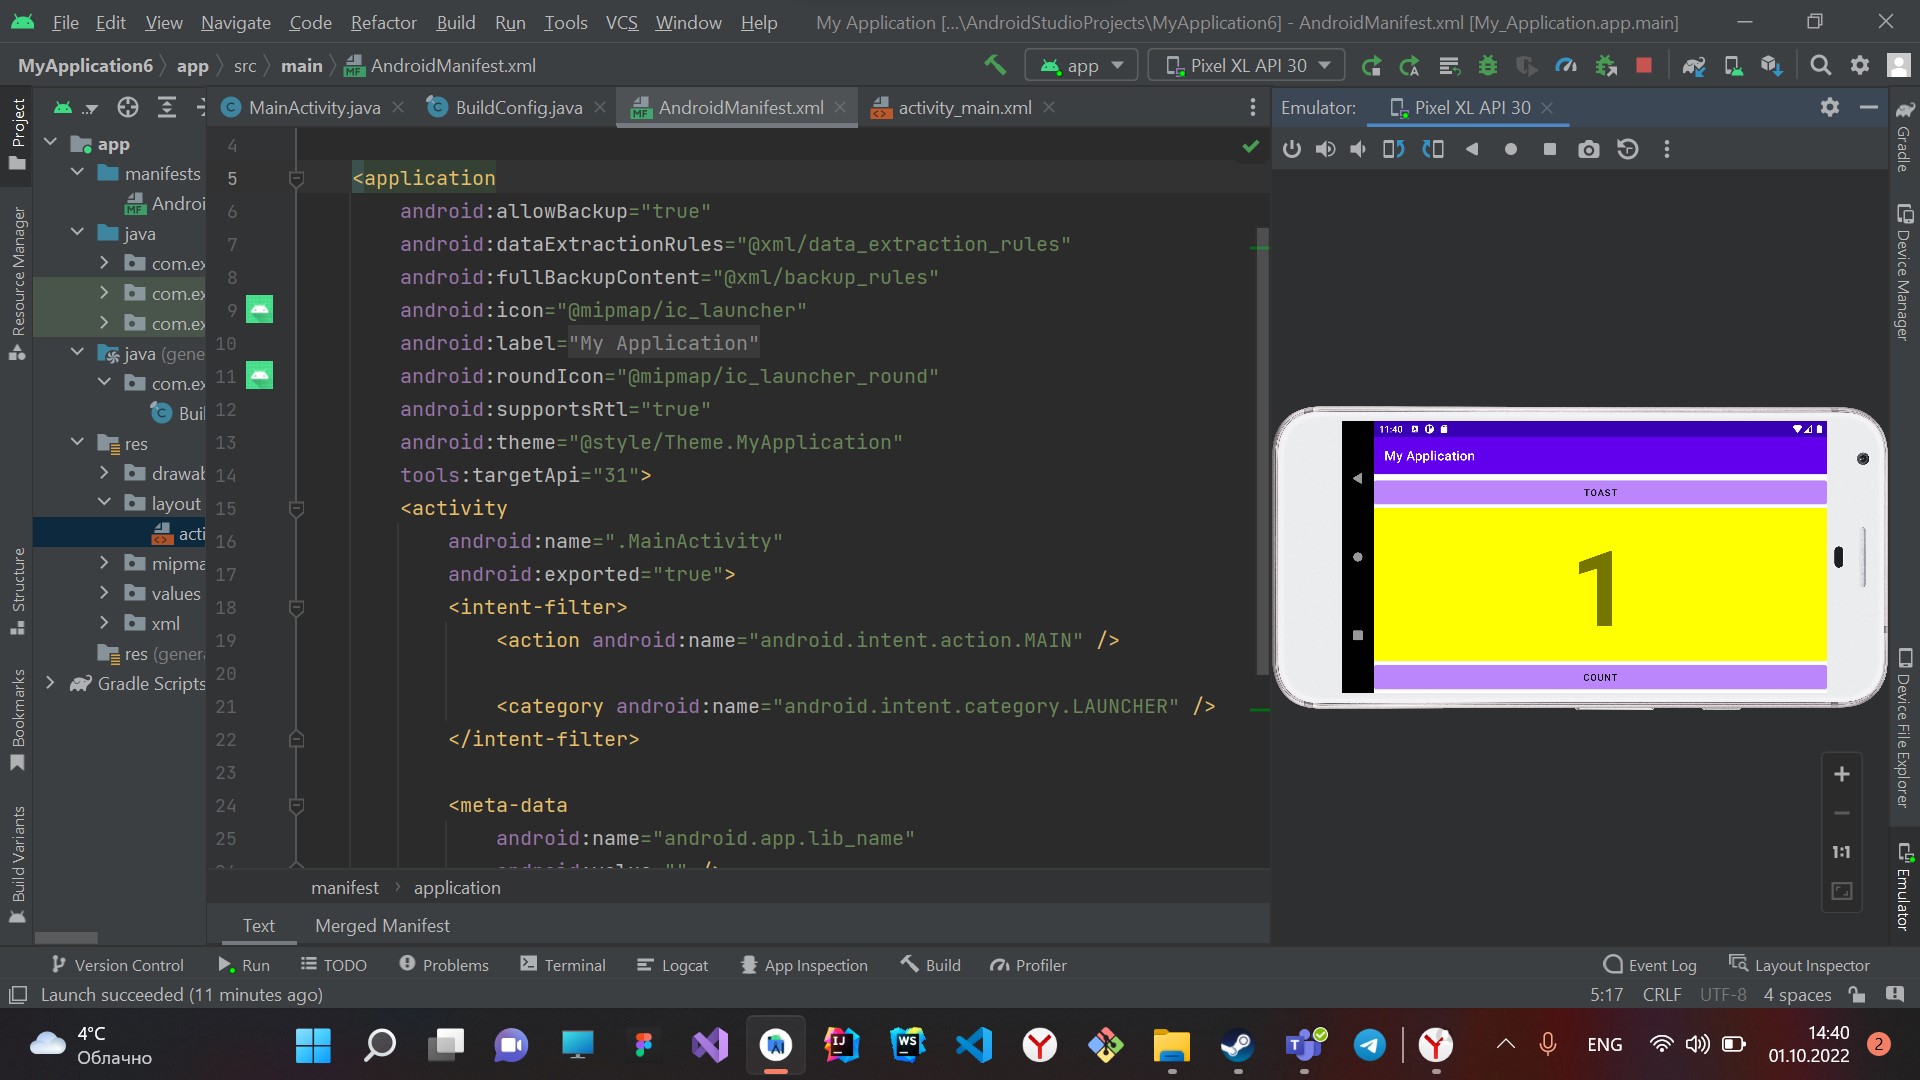 File Edit View Navigate Code Refactor Build Run Tools VCS Window Help My Application [...\AndroidStudioProjects\MyApplication6] - AndroidManifest.xml [My_Application.app.main]
MyApplication6 app src main AndroidManifest.xml app Pixel XL API 30
MainActivity.java BuildConfig.java AndroidManifest.xml activity_main.xml
Emulator: Pixel XL API 30
Project
Resource Manager
Structure
Bookmarks
Build Variants
app
manifests
Androi
java
com.ex
com.ex
com.ex
java (gene
com.ex
Buil
res
drawab
layout
acti
mipma
values
xml
res (genera
Gradle Scripts
4
5 <application
6 android:allowBackup="true"
7 android:dataExtractionRules="@xml/data_extraction_rules"
8 android:fullBackupContent="@xml/backup_rules"
9 android:icon="@mipmap/ic_launcher"
10 android:label="My Application"
11 android:roundIcon="@mipmap/ic_launcher_round"
12 android:supportsRtl="true"
13 android:theme="@style/Theme.MyApplication"
14 tools:targetApi="31">
15 <activity
16 android:name=".MainActivity"
17 android:exported="true">
18 <intent-filter>
19 <action android:name="android.intent.action.MAIN" />
20
21 <category android:name="android.intent.category.LAUNCHER" />
22 </intent-filter>
23
24 <meta-data
25 android:name="android.app.lib_name"
manifest application
Text Merged Manifest
11:40
My Application
TOAST
1
COUNT
1:1
Gradle
Device Manager
Device File Explorer
Emulator
Version Control Run TODO Problems Terminal Logcat App Inspection Build Profiler Event Log Layout Inspector
Launch succeeded (11 minutes ago) 5:17 CRLF UTF-8 4 spaces
4°C
Облачно
ENG
14:40
01.10.2022
2